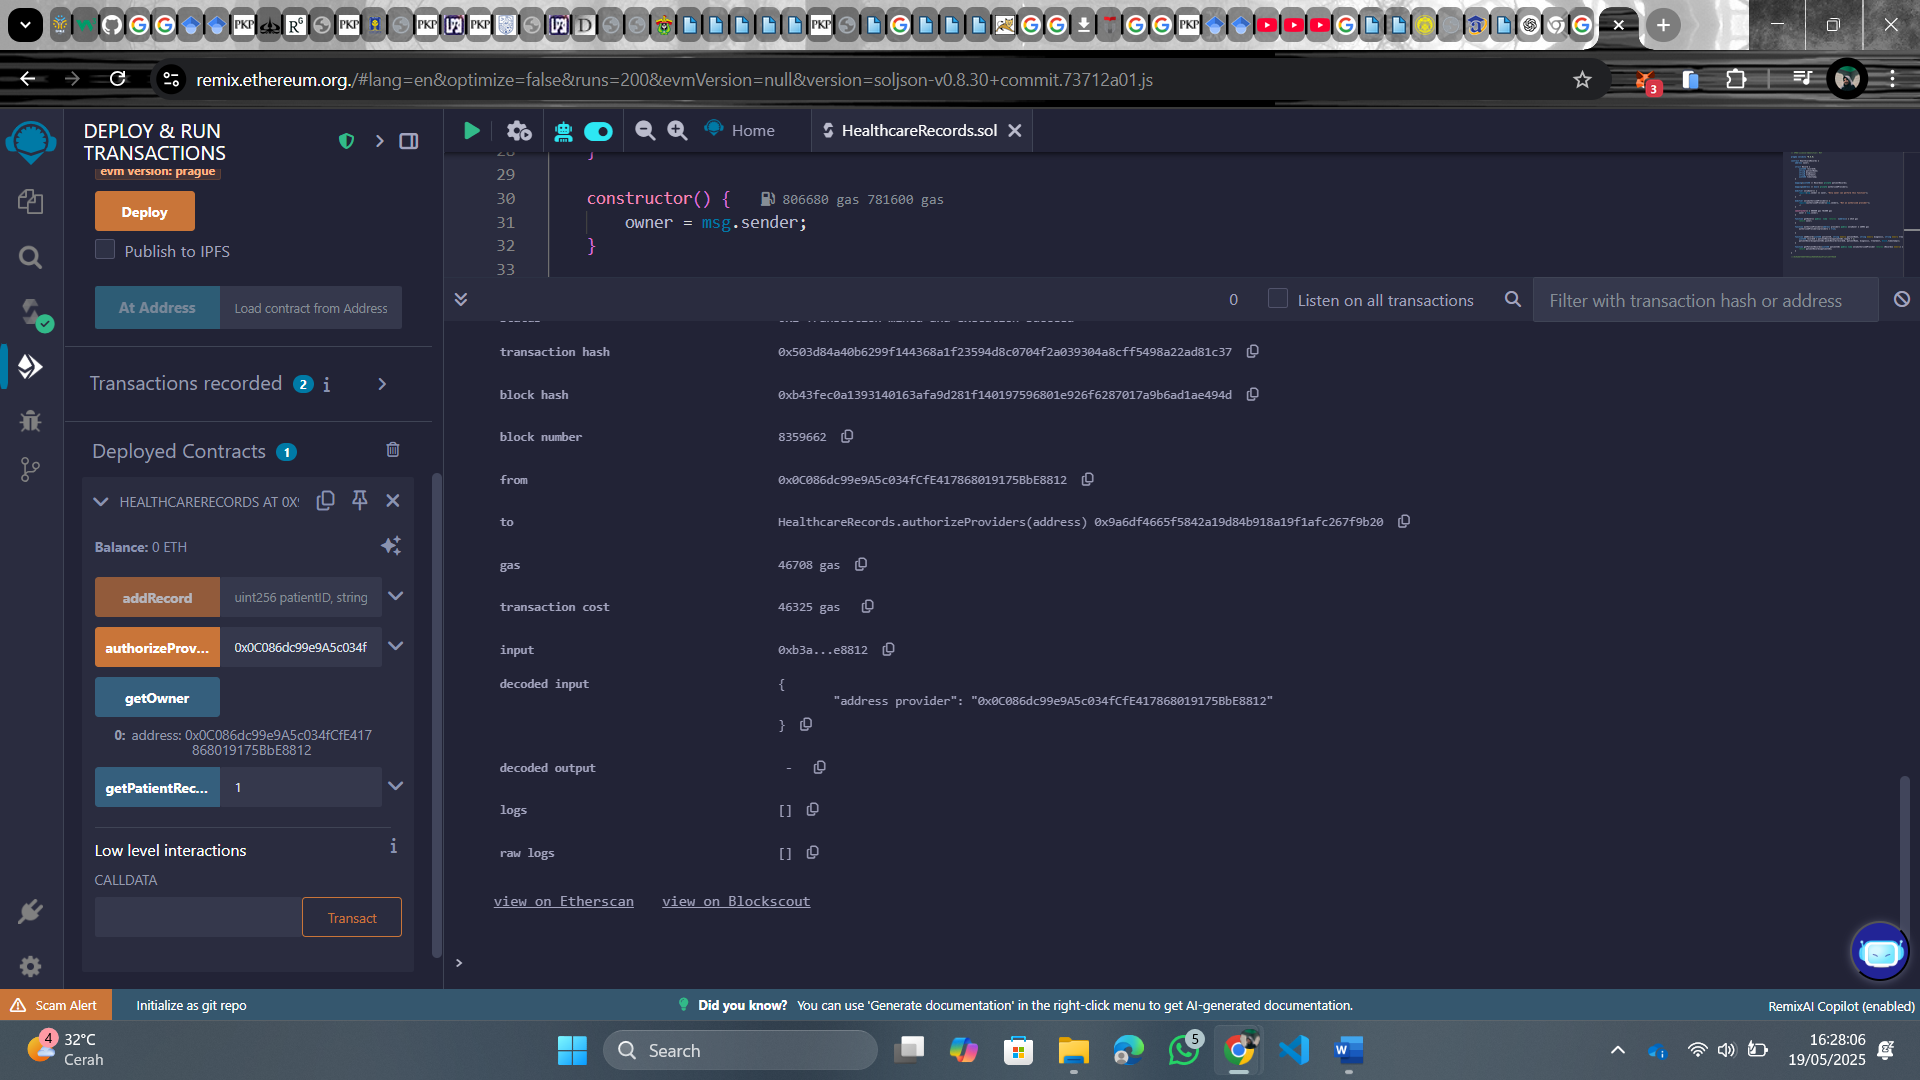 remix.ethereum.org./#lang=en&optimize=false&runs=200&evmVersion=null&version=soljson-v0.8.30+commit.73712a01.js
3
DEPLOY & RUN
TRANSACTIONS
Home
HealthcareRecords.sol
evm version: prague
Deploy
Publish to IPFS
At Address
Load contract from Address
Transactions recorded 2 i
Deployed Contracts 1
HEALTHCARERECORDS AT 0X
Balance: 0 ETH
addRecord
uint256 patientID, string
authorizeProv...
0x0C086dc99e9A5c034f
getOwner
0: address: 0x0C086dc99e9A5c034fCfE417
868019175BbE8812
getPatientRec...
1
Low level interactions
i
CALLDATA
Transact
28 }
29
30 constructor() { 806680 gas 781600 gas
31 owner = msg.sender;
32 }
33
0
Listen on all transactions
Filter with transaction hash or address
transaction hash 0x503d84a40b6299f144368a1f23594d8c0704f2a039304a8cff5498a22ad81c37
block hash 0xb43fec0a1393140163afa9d281f140197596801e926f6287017a9b6ad1ae494d
block number 8359662
from 0x0C086dc99e9A5c034fCfE417868019175BbE8812
to HealthcareRecords.authorizeProviders(address) 0x9a6df4665f5842a19d84b918a19f1afc267f9b20
gas 46708 gas
transaction cost 46325 gas
input 0xb3a...e8812
decoded input {
"address provider": "0x0C086dc99e9A5c034fCfE417868019175BbE8812"
}
decoded output -
logs []
raw logs []
view on Etherscan view on Blockscout
>
Scam Alert
Initialize as git repo
Did you know? You can use 'Generate documentation' in the right-click menu to get AI-generated documentation.
RemixAI Copilot (enabled)
4
32°C
Cerah
Search
5
16:28:06
19/05/2025